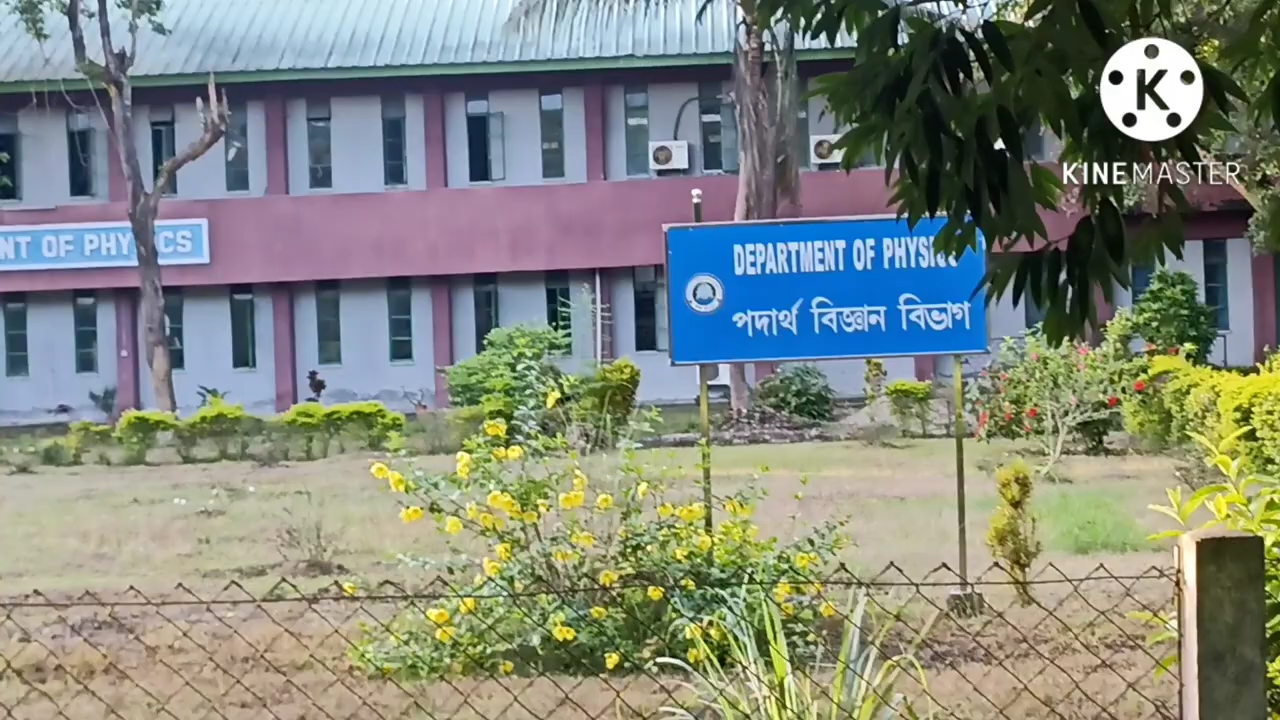 K
KINEMASTER
NT OF PHYSICS
DEPARTMENT OF PHYSICS
পদার্থ বিজ্ঞান বিভাগ